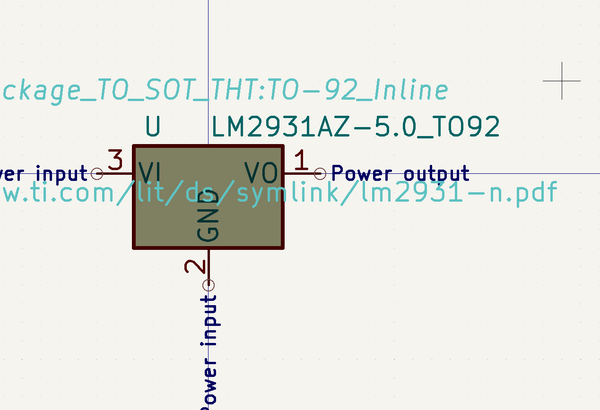 ckage_TO_SOT_THT:TO-92_Inline
U LM2931AZ-5.0_TO92
3 1
wer input VI VO Power output
w.ti.com/lit/ds/symlink/lm2931-n.pdf
GND
2
Power input